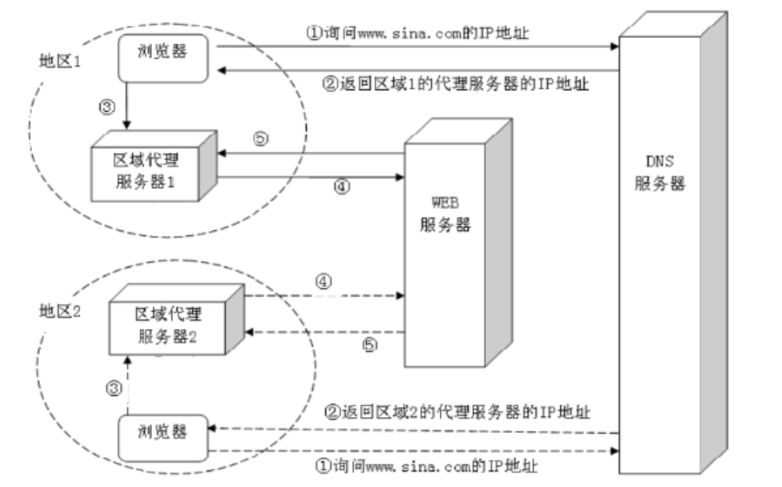 ①询问www.sina.com的IP地址
浏览器
地区1
②返回区域1的代理服务器的IP地址
③
⑤
区域代理
服务器1
④
DNS
服务器
WEB
服务器
④
地区2
区域代理
服务器2
⑤
③
②返回区域2的代理服务器的IP地址
浏览器
①询问www.sina.com的IP地址